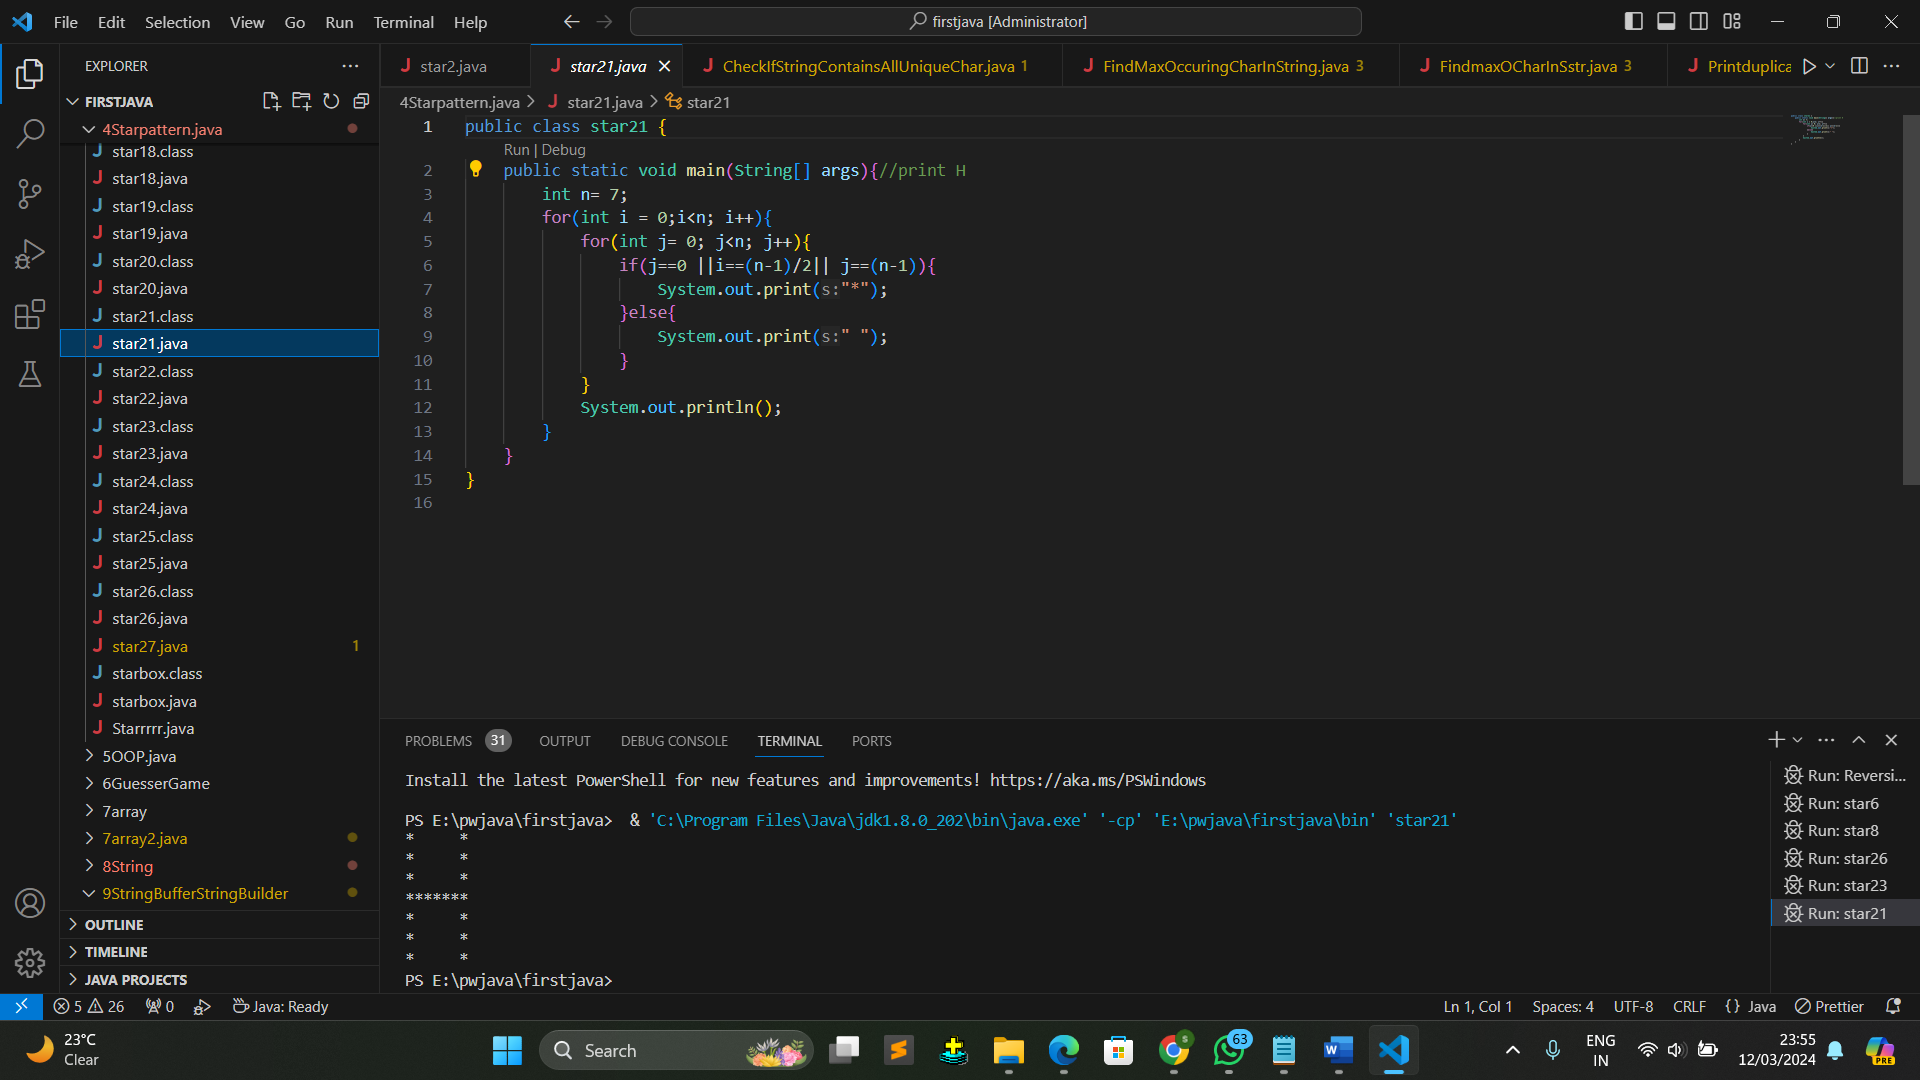 File Edit Selection View Go Run Terminal Help
firstjava [Administrator]
EXPLORER
FIRSTJAVA
4Starpattern.java
star18.class
star18.java
star19.class
star19.java
star20.class
star20.java
star21.class
star21.java
star22.class
star22.java
star23.class
star23.java
star24.class
star24.java
star25.class
star25.java
star26.class
star26.java
star27.java 1
starbox.class
starbox.java
Starrrrr.java
5OOP.java
6GuesserGame
7array
7array2.java
8String
9StringBufferStringBuilder
OUTLINE
TIMELINE
JAVA PROJECTS
star2.java star21.java CheckIfStringContainsAllUniqueChar.java 1 FindMaxOccuringCharInString.java 3 FindmaxOCharInSstr.java 3 Printduplica
4Starpattern.java > star21.java > star21
1 public class star21 {
Run | Debug
2 public static void main(String[] args){//print H
3 int n= 7;
4 for(int i = 0;i<n; i++){
5 for(int j= 0; j<n; j++){
6 if(j==0 ||i==(n-1)/2|| j==(n-1)){
7 System.out.print(s:"*");
8 }else{
9 System.out.print(s:" ");
10 }
11 }
12 System.out.println();
13 }
14 }
15 }
16
PROBLEMS 31 OUTPUT DEBUG CONSOLE TERMINAL PORTS
Install the latest PowerShell for new features and improvements! https://aka.ms/PSWindows
PS E:\pwjava\firstjava> & 'C:\Program Files\Java\jdk1.8.0_202\bin\java.exe' '-cp' 'E:\pwjava\firstjava\bin' 'star21'
*     *
*     *
*     *
*******
*     *
*     *
*     *
PS E:\pwjava\firstjava>
Run: Reversi...
Run: star6
Run: star8
Run: star26
Run: star23
Run: star21
5 26 0 Java: Ready
Ln 1, Col 1 Spaces: 4 UTF-8 CRLF {} Java Prettier
23°C
Clear
Search
S
63
W
ENG
IN
23:55
12/03/2024
PRE